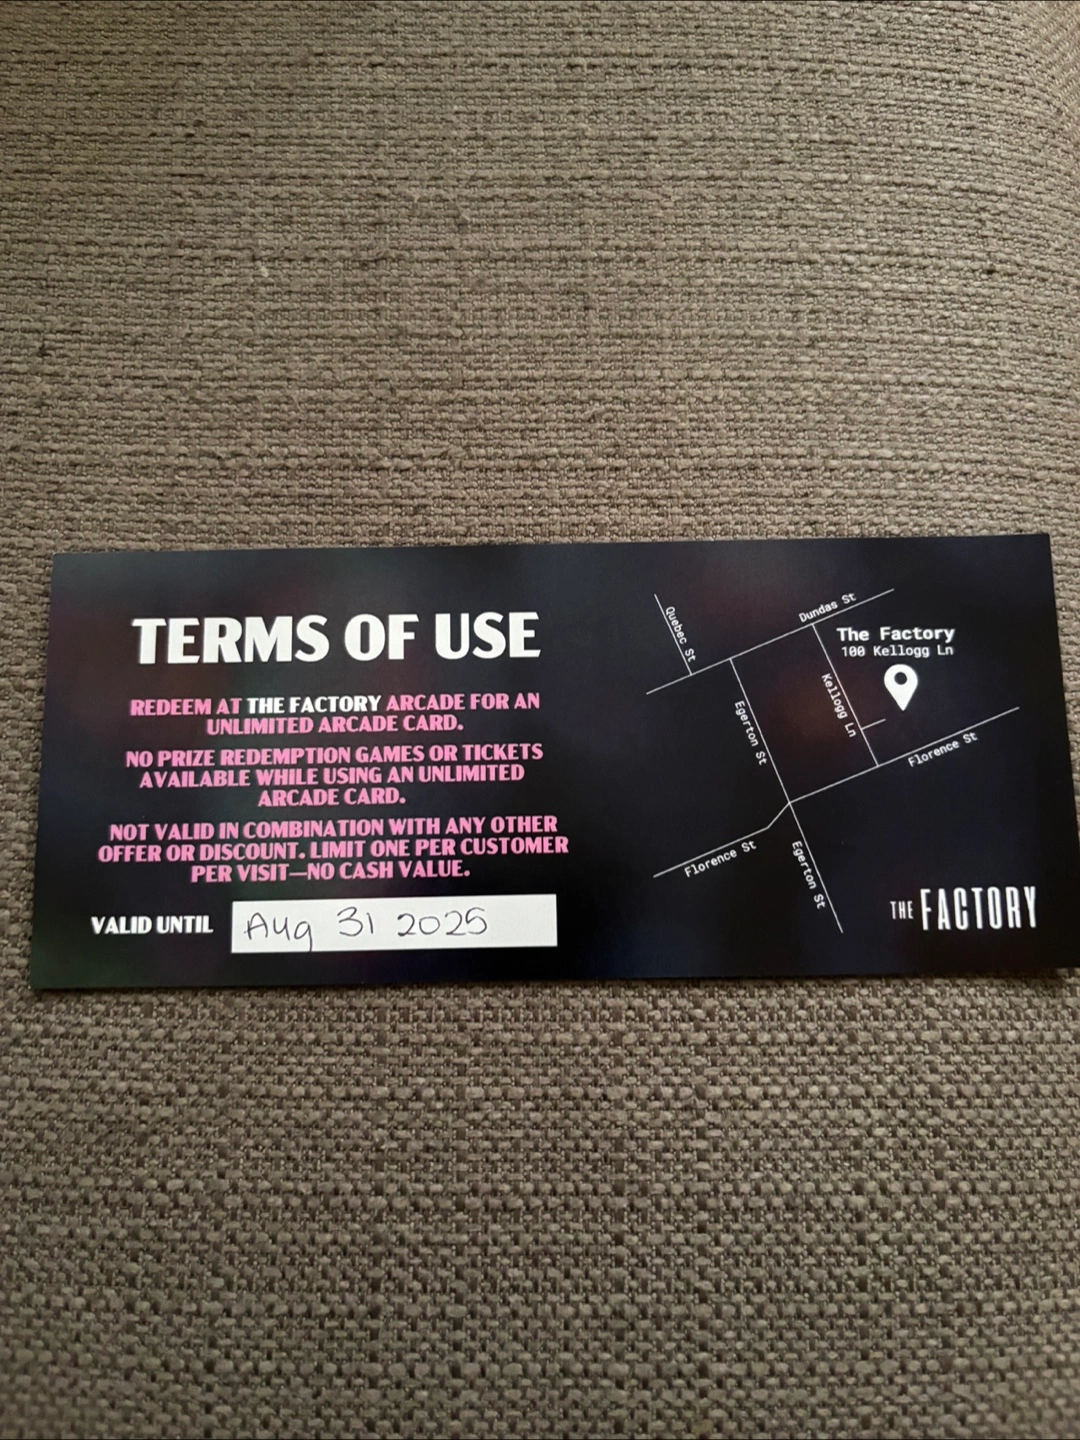 TERMS OF USE
REDEEM AT THE FACTORY ARCADE FOR AN
UNLIMITED ARCADE CARD.
NO PRIZE REDEMPTION GAMES OR TICKETS
AVAILABLE WHILE USING AN UNLIMITED
ARCADE CARD.
NOT VALID IN COMBINATION WITH ANY OTHER
OFFER OR DISCOUNT. LIMIT ONE PER CUSTOMER
PER VISIT—NO CASH VALUE.
VALID UNTIL Aug 31 2025
Quebec St
Dundas St
The Factory
100 Kellogg Ln
Kellogg Ln
Egerton St
Florence St
Florence St
Egerton St
THE FACTORY